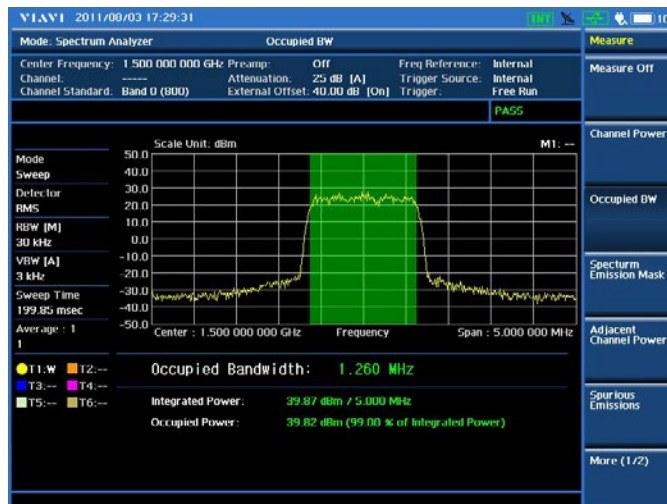 VIAVI 2011/08/03 17:29:31 INT 10
Mode: Spectrum Analyzer Occupied BW Measure
Center Frequency: 1.500 000 000 GHz Preamp: Off Freq Reference: Internal
Channel: ----- Attenuation: 25 dB [A] Trigger Source: Internal
Channel Standard: Band 0 (800) External Offset: 40.00 dB [On] Trigger: Free Run
PASS
Measure Off
Channel Power
Occupied BW
Specturm
Emission Mask
Adjacent
Channel Power
Spurious
Emissions
More (1/2)
Scale Unit: dBm M1: --
Mode
Sweep
Detector
RMS
RBW [M]
30 kHz
VBW [A]
3 kHz
Sweep Time
199.85 msec
Average : 1
1
50.0
40.0
30.0
20.0
10.0
0.0
-10.0
-20.0
-30.0
-40.0
-50.0
Center : 1.500 000 000 GHz Frequency Span : 5.000 000 MHz
T1:W T2:--
T3:-- T4:--
T5:-- T6:--
Occupied Bandwidth: 1.260 MHz
Integrated Power: 39.87 dBm / 5.000 MHz
Occupied Power: 39.82 dBm (99.00 % of Integrated Power)